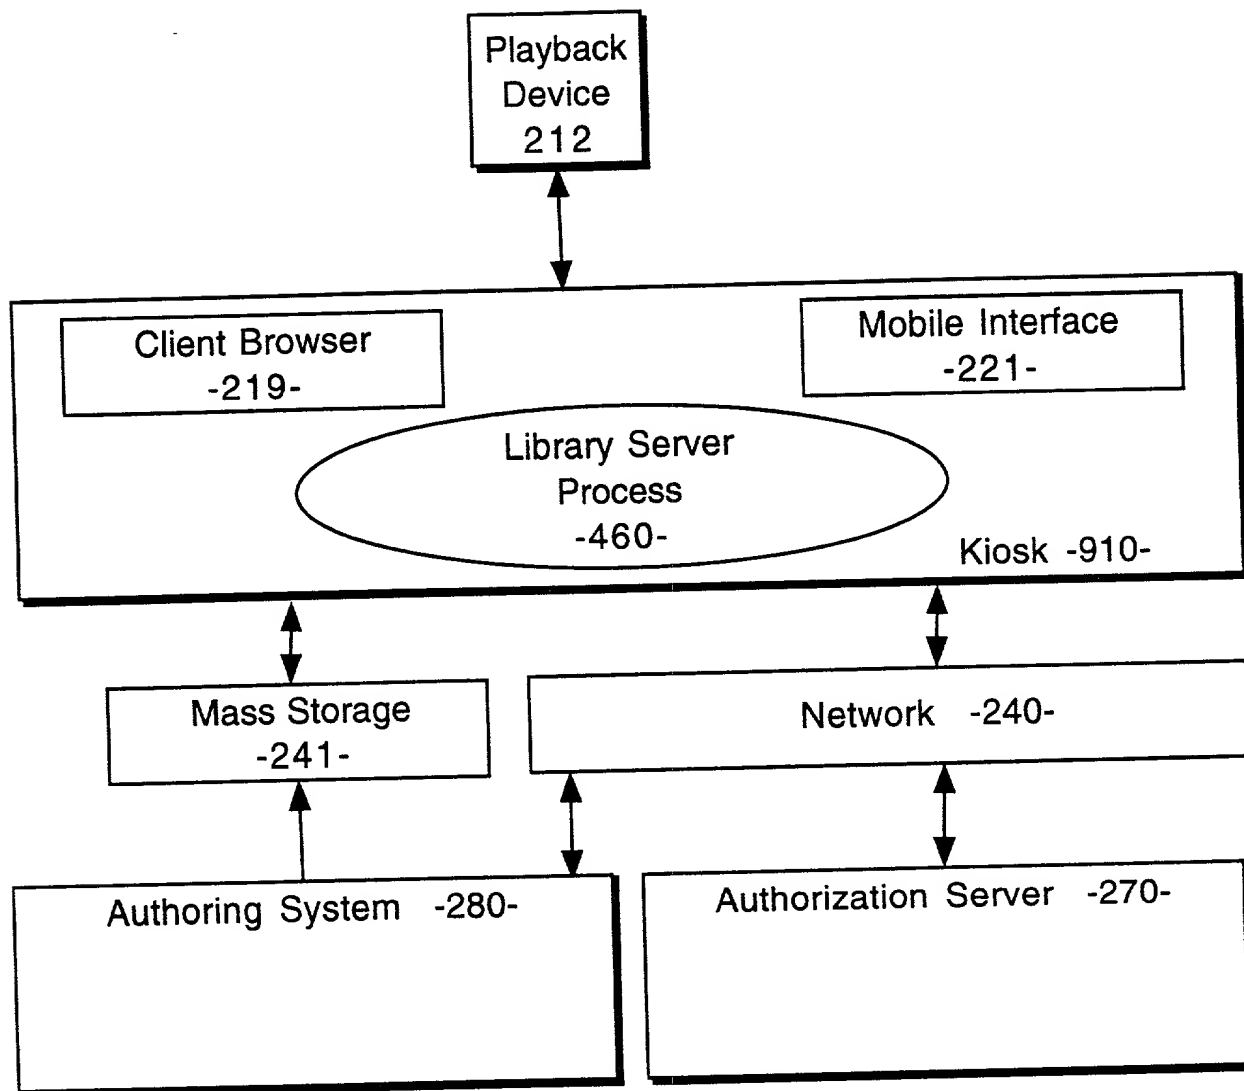 Playback
Device
212
Client Browser
-219-
Mobile Interface
-221-
Library Server
Process
-460-
Kiosk -910-
Mass Storage
-241-
Network -240-
Authoring System -280-
Authorization Server -270-